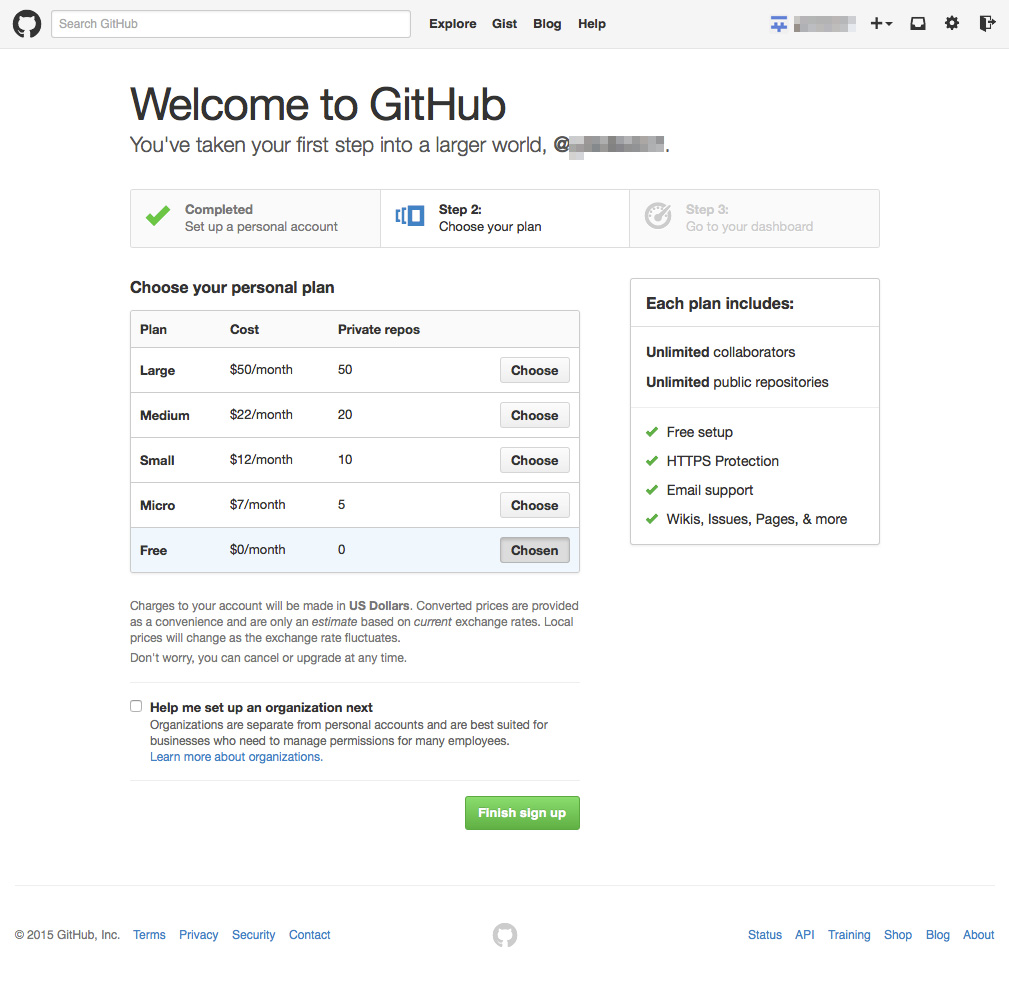 Search GitHub
Explore Gist Blog Help
Welcome to GitHub
You've taken your first step into a larger world, @.
Completed
Set up a personal account
Step 2:
Choose your plan
Step 3:
Go to your dashboard
Choose your personal plan
Plan Cost Private repos
Large $50/month 50 Choose
Medium $22/month 20 Choose
Small $12/month 10 Choose
Micro $7/month 5 Choose
Free $0/month 0 Chosen
Charges to your account will be made in US Dollars. Converted prices are provided
as a convenience and are only an estimate based on current exchange rates. Local
prices will change as the exchange rate fluctuates.
Don't worry, you can cancel or upgrade at any time.
Help me set up an organization next
Organizations are separate from personal accounts and are best suited for
businesses who need to manage permissions for many employees.
Learn more about organizations.
Finish sign up
Each plan includes:
Unlimited collaborators
Unlimited public repositories
Free setup
HTTPS Protection
Email support
Wikis, Issues, Pages, & more
© 2015 GitHub, Inc. Terms Privacy Security Contact
Status API Training Shop Blog About